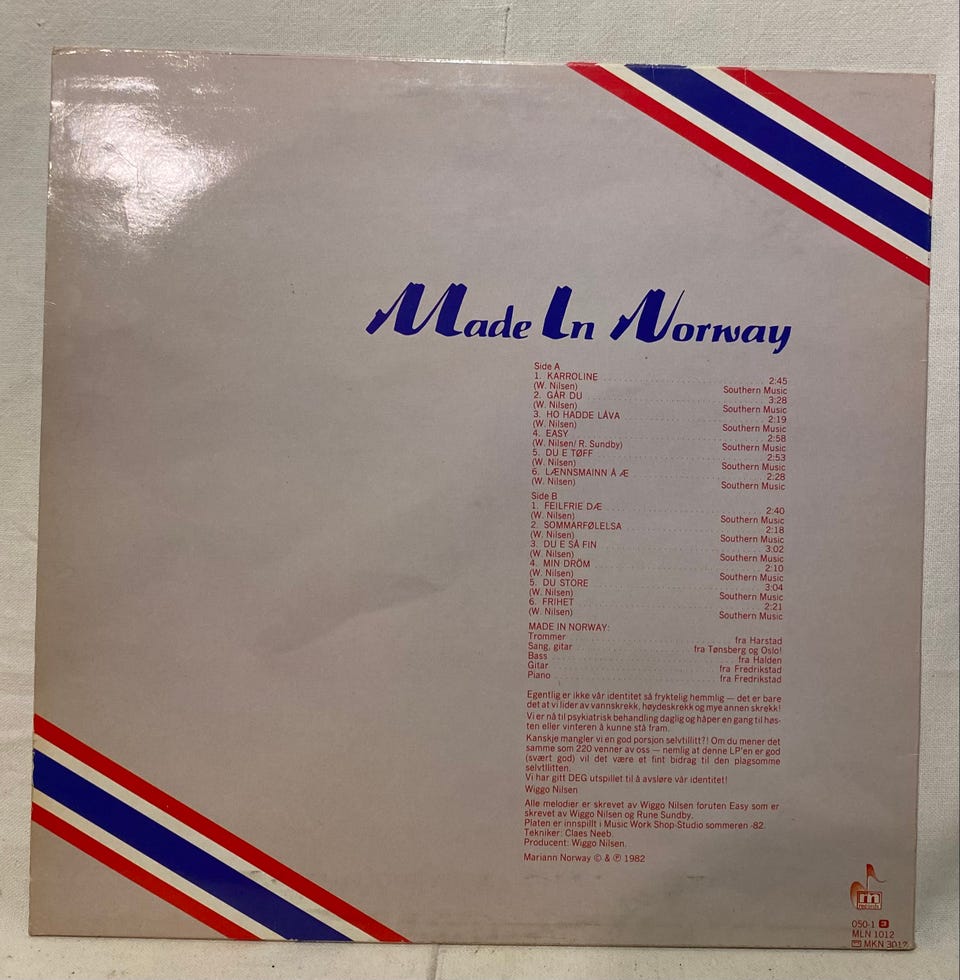 Made In Norway
Side A
1. KARROLINE 2:45
(W. Nilsen) Southern Music
2. GÅR DU 3:28
(W. Nilsen) Southern Music
3. HO HADDE LÅVA 2:19
(W. Nilsen) Southern Music
4. EASY 2:58
(W. Nilsen/ R. Sundby) Southern Music
5. DU E TØFF 2:53
(W. Nilsen) Southern Music
6. LÆNNSMAINN Å Æ 2:28
(W. Nilsen) Southern Music
Side B
1. FEILFRIE DÆ 2:40
(W. Nilsen) Southern Music
2. SOMMARFØLELSA 2:18
(W. Nilsen) Southern Music
3. DU E SÅ FIN 3:02
(W. Nilsen) Southern Music
4. MIN DRÖM 2:10
(W. Nilsen) Southern Music
5. DU STORE 3:04
(W. Nilsen) Southern Music
6. FRIHET 2:21
(W. Nilsen) Southern Music
MADE IN NORWAY:
Trommer fra Harstad
Sang, gitar fra Tønsberg og Oslo!
Bass fra Halden
Gitar fra Fredrikstad
Piano fra Fredrikstad
Egentlig er ikke vår identitet så fryktelig hemmlig — det er bare
det at vi lider av vannskrekk, høydeskrekk og mye annen skrekk!
Vi er nå til psykiatrisk behandling daglig og håper en gang til høs-
ten eller vinteren å kunne stå fram.
Kanskje mangler vi en god porsjon selvtillitt?! Om du mener det
samme som 220 venner av oss — nemlig at denne LP'en er god
(svært god) vil det være et fint bidrag til den plagsomme
selvtllitten.
Vi har gitt DEG utspillet til å avsløre vår identitet!
Wiggo Nilsen
Alle melodier er skrevet av Wiggo Nilsen foruten Easy som er
skrevet av Wiggo Nilsen og Rune Sundby.
Platen er innspillt i Music Work Shop-Studio sommeren -82.
Tekniker: Claes Neeb.
Producent: Wiggo Nilsen.
Mariann Norway © & ℗ 1982
m
records
050-1
MLN 1012
MKN 3017